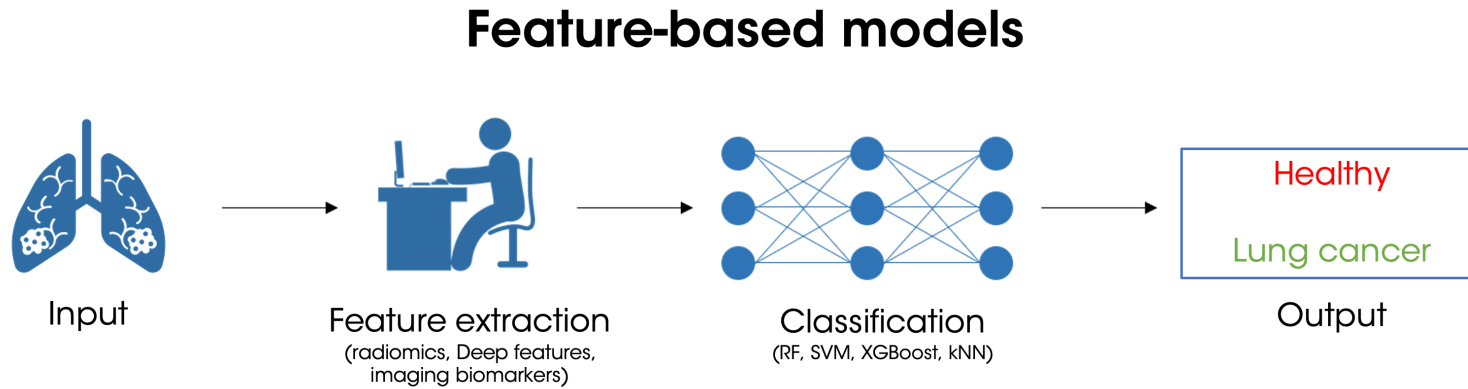 Feature-based models
Input
Feature extraction
(radiomics, Deep features,
imaging biomarkers)
Classification
(RF, SVM, XGBoost, kNN)
Healthy
Lung cancer
Output